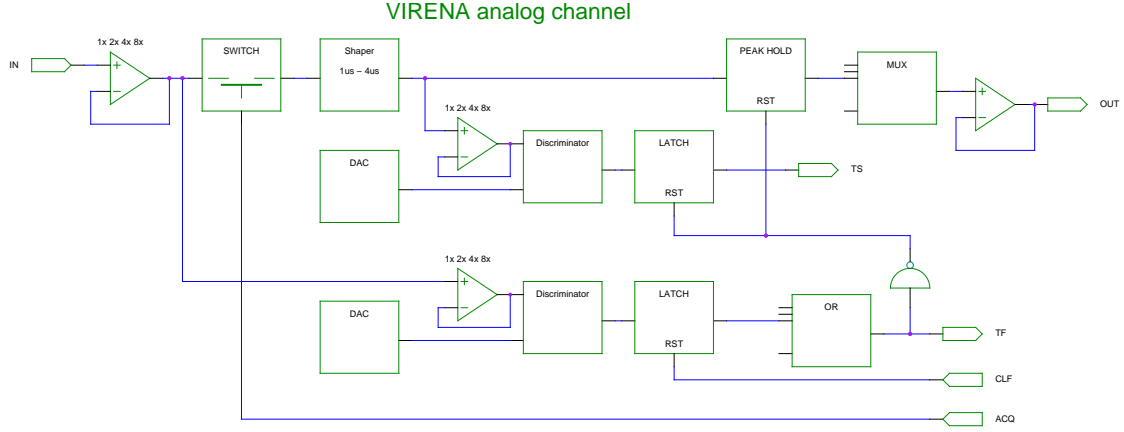 VIRENA analog channel
1x 2x 4x 8x
IN
SWITCH
Shaper
1us – 4us
PEAK HOLD
RST
MUX
OUT
1x 2x 4x 8x
DAC
Discriminator
LATCH
RST
TS
1x 2x 4x 8x
DAC
Discriminator
LATCH
RST
OR
TF
CLF
ACQ